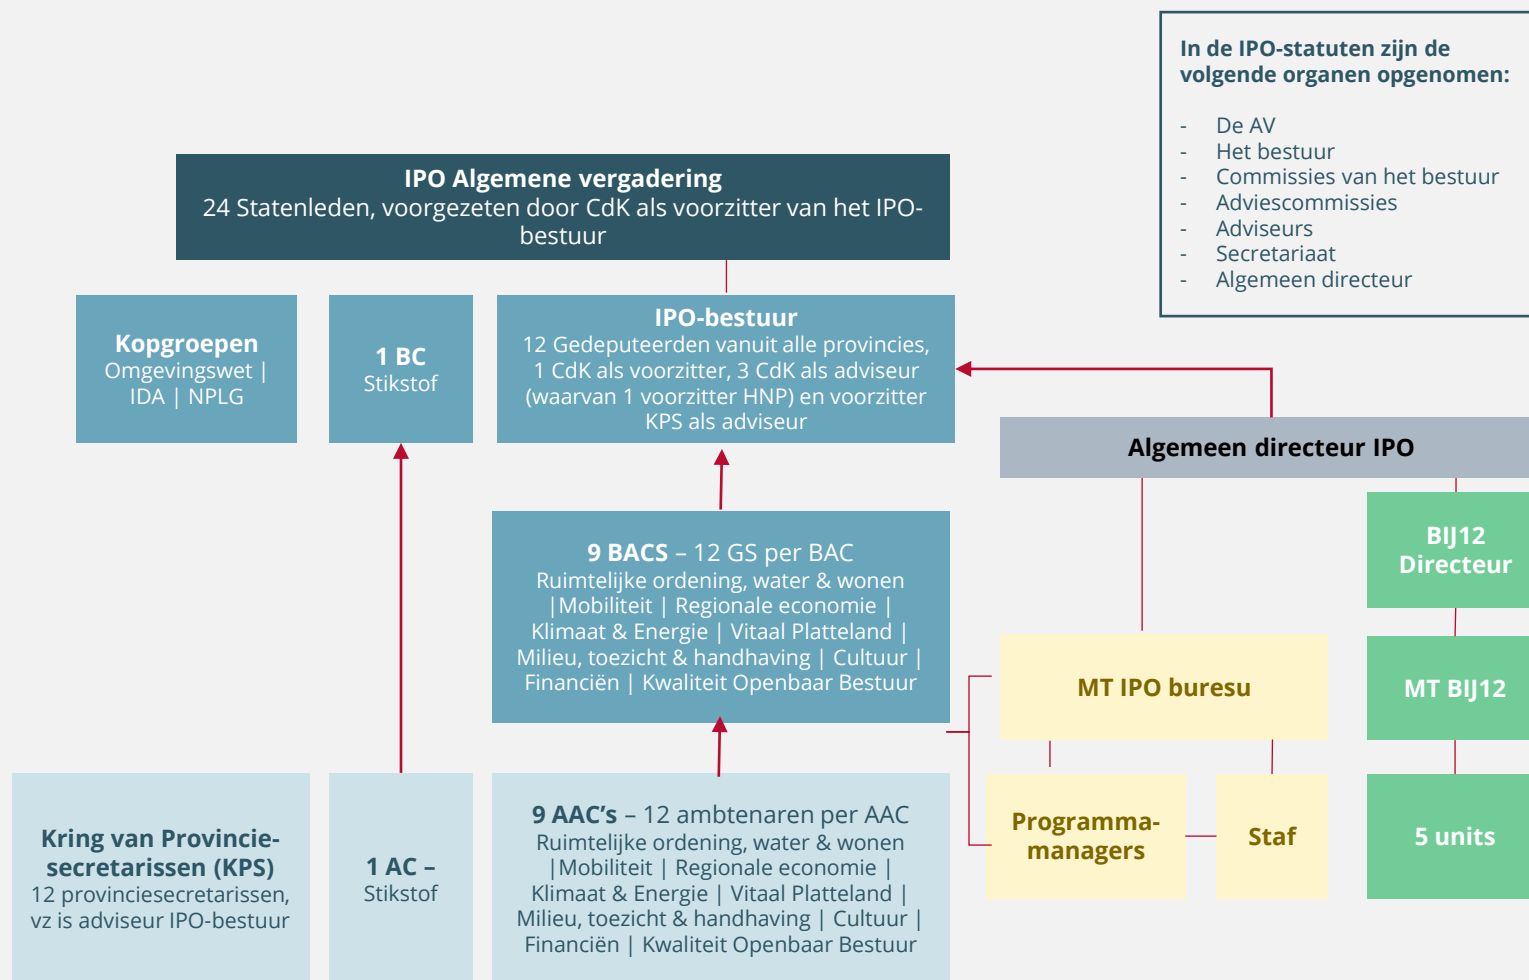 In de IPO-statuten zijn de
volgende organen opgenomen:
- De AV
- Het bestuur
- Commissies van het bestuur
- Adviescommissies
- Adviseurs
- Secretariaat
- Algemeen directeur
IPO Algemene vergadering
24 Statenleden, voorgezeten door CdK als voorzitter van het IPO-
bestuur
Kopgroepen
Omgevingswet |
IDA | NPLG
1 BC
Stikstof
IPO-bestuur
12 Gedeputeerden vanuit alle provincies,
1 CdK als voorzitter, 3 CdK als adviseur
(waarvan 1 voorzitter HNP) en voorzitter
KPS als adviseur
Algemeen directeur IPO
9 BACS – 12 GS per BAC
Ruimtelijke ordening, water & wonen
|Mobiliteit | Regionale economie |
Klimaat & Energie | Vitaal Platteland |
Milieu, toezicht & handhaving | Cultuur |
Financiën | Kwaliteit Openbaar Bestuur
BIJ12
Directeur
MT IPO buresu
MT BIJ12
Kring van Provincie-
secretarissen (KPS)
12 provinciesecretarissen,
vz is adviseur IPO-bestuur
1 AC –
Stikstof
9 AAC’s – 12 ambtenaren per AAC
Ruimtelijke ordening, water & wonen
|Mobiliteit | Regionale economie |
Klimaat & Energie | Vitaal Platteland |
Milieu, toezicht & handhaving | Cultuur |
Financiën | Kwaliteit Openbaar Bestuur
Programma-
managers
Staf
5 units